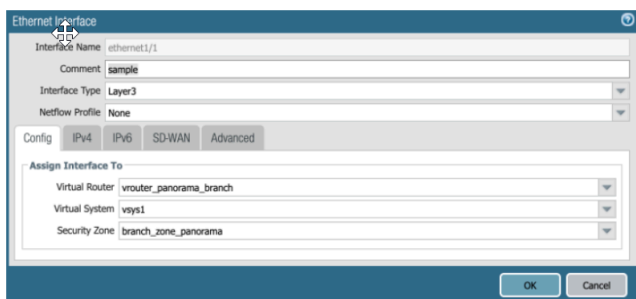 Ethernet Interface
Interface Name ethernet1/1
Comment sample
Interface Type Layer3
Netflow Profile None
Config IPv4 IPv6 SD-WAN Advanced
Assign Interface To
Virtual Router vrouter_panorama_branch
Virtual System vsys1
Security Zone branch_zone_panorama
OK Cancel